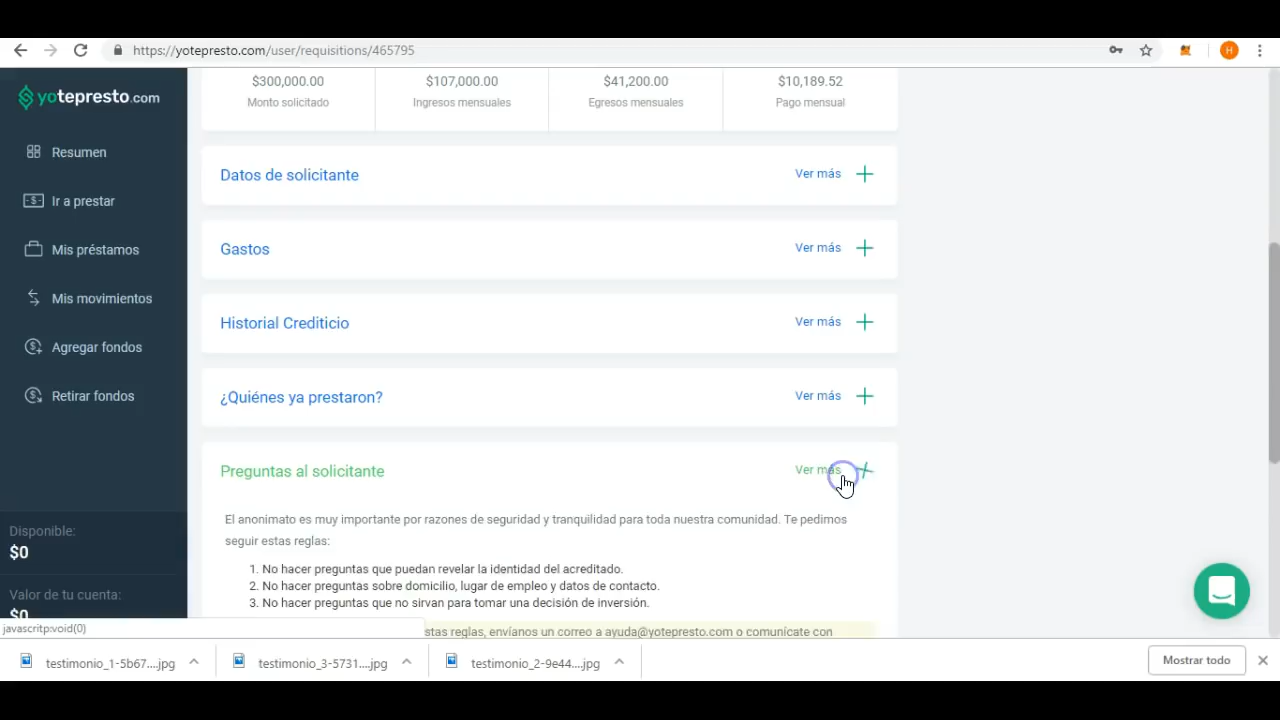 https://yotepresto.com/user/requisitions/465795
H
yotepresto.com
Resumen
Ir a prestar
Mis préstamos
Mis movimientos
Agregar fondos
Retirar fondos
Disponible:
$0
Valor de tu cuenta:
$0
$300,000.00
Monto solicitado
$107,000.00
Ingresos mensuales
$41,200.00
Egresos mensuales
$10,189.52
Pago mensual
Datos de solicitante
Ver más
Gastos
Ver más
Historial Crediticio
Ver más
¿Quiénes ya prestaron?
Ver más
Preguntas al solicitante
Ver más
El anonimato es muy importante por razones de seguridad y tranquilidad para toda nuestra comunidad. Te pedimos
seguir estas reglas:
1. No hacer preguntas que puedan revelar la identidad del acreditado.
2. No hacer preguntas sobre domicilio, lugar de empleo y datos de contacto.
3. No hacer preguntas que no sirvan para tomar una decisión de inversión.
stas reglas, envíanos un correo a ayuda@yotepresto.com o comunícate con
javascritp:void(0)
testimonio_1-5b67....jpg
testimonio_3-5731....jpg
testimonio_2-9e44....jpg
Mostrar todo